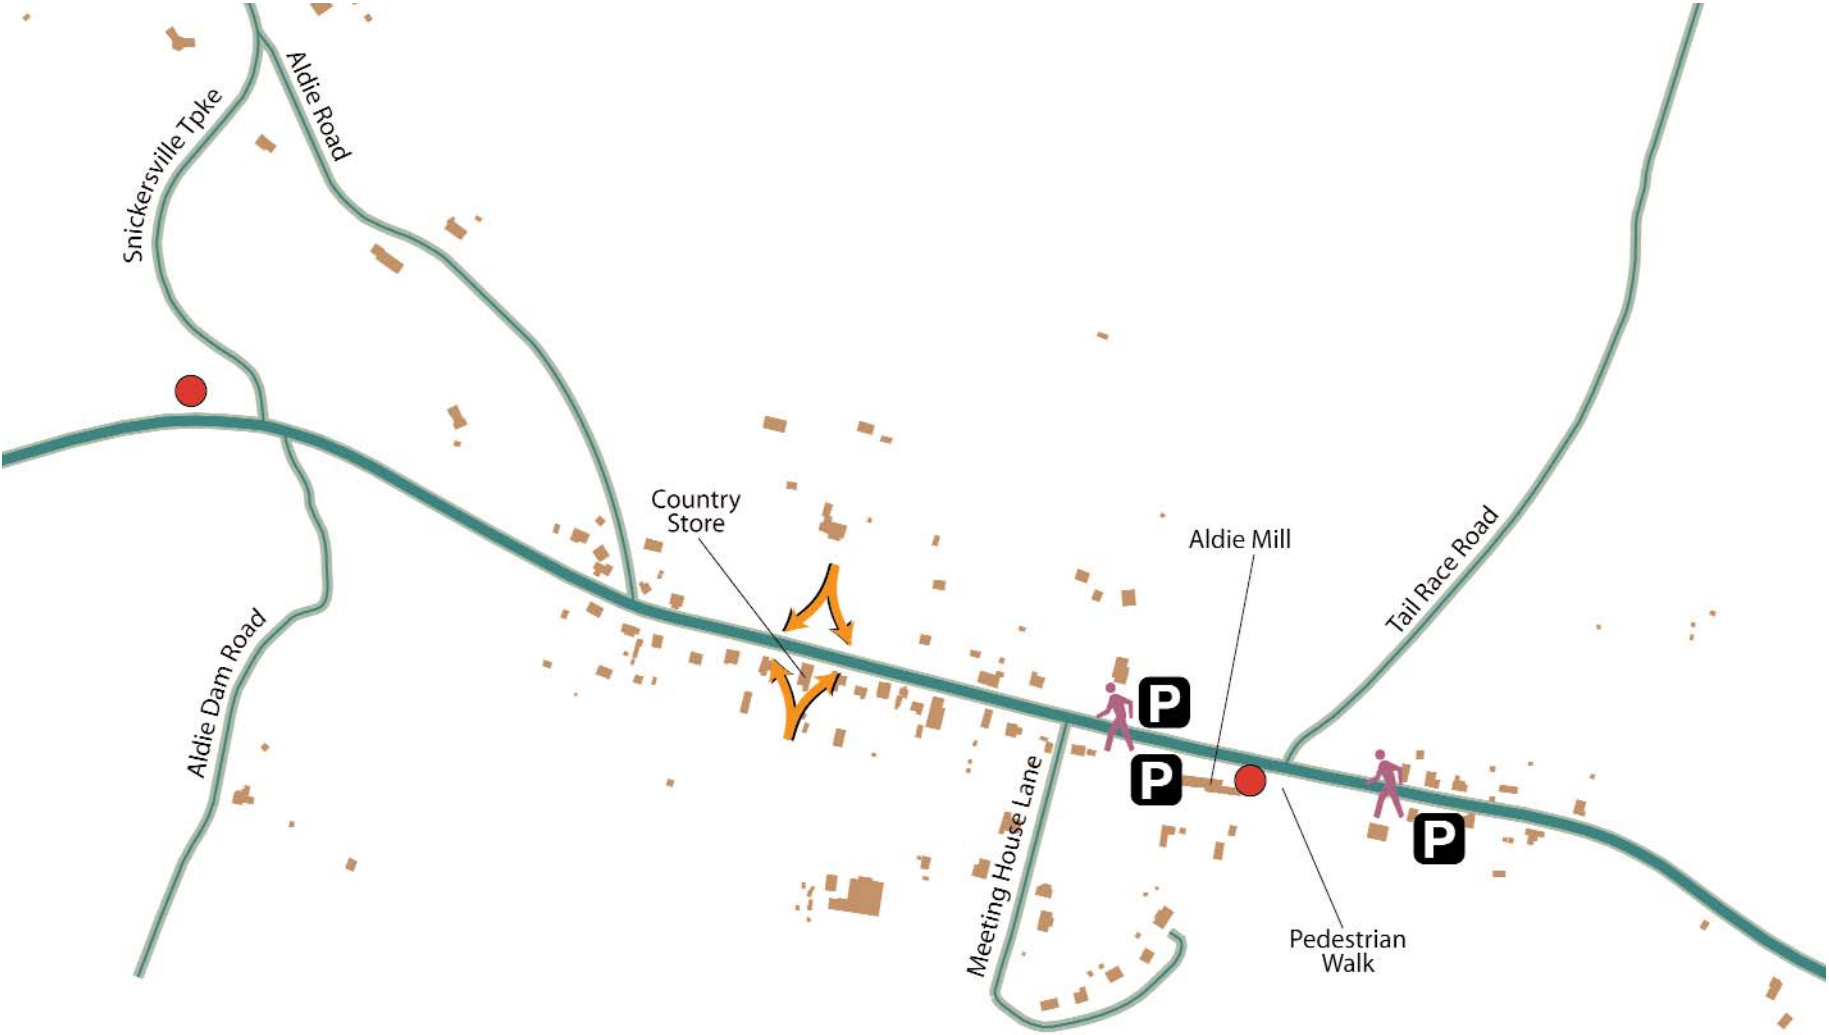 Aldie Road
Snickersville Tpke
Country
Store
Aldie Mill
Tail Race Road
Aldie Dam Road
P
P
Meeting House Lane
P
Pedestrian
Walk